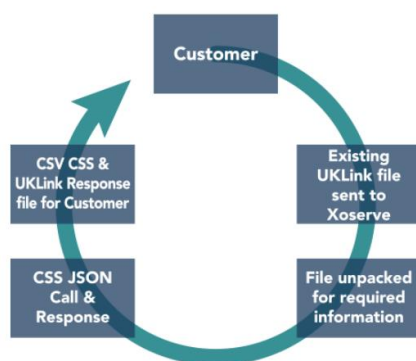 Customer
Existing
UKLink file
sent to
Xoserve
File unpacked
for required
information
CSS JSON
Call &
Response
CSV CSS &
UKLink Response
file for Customer